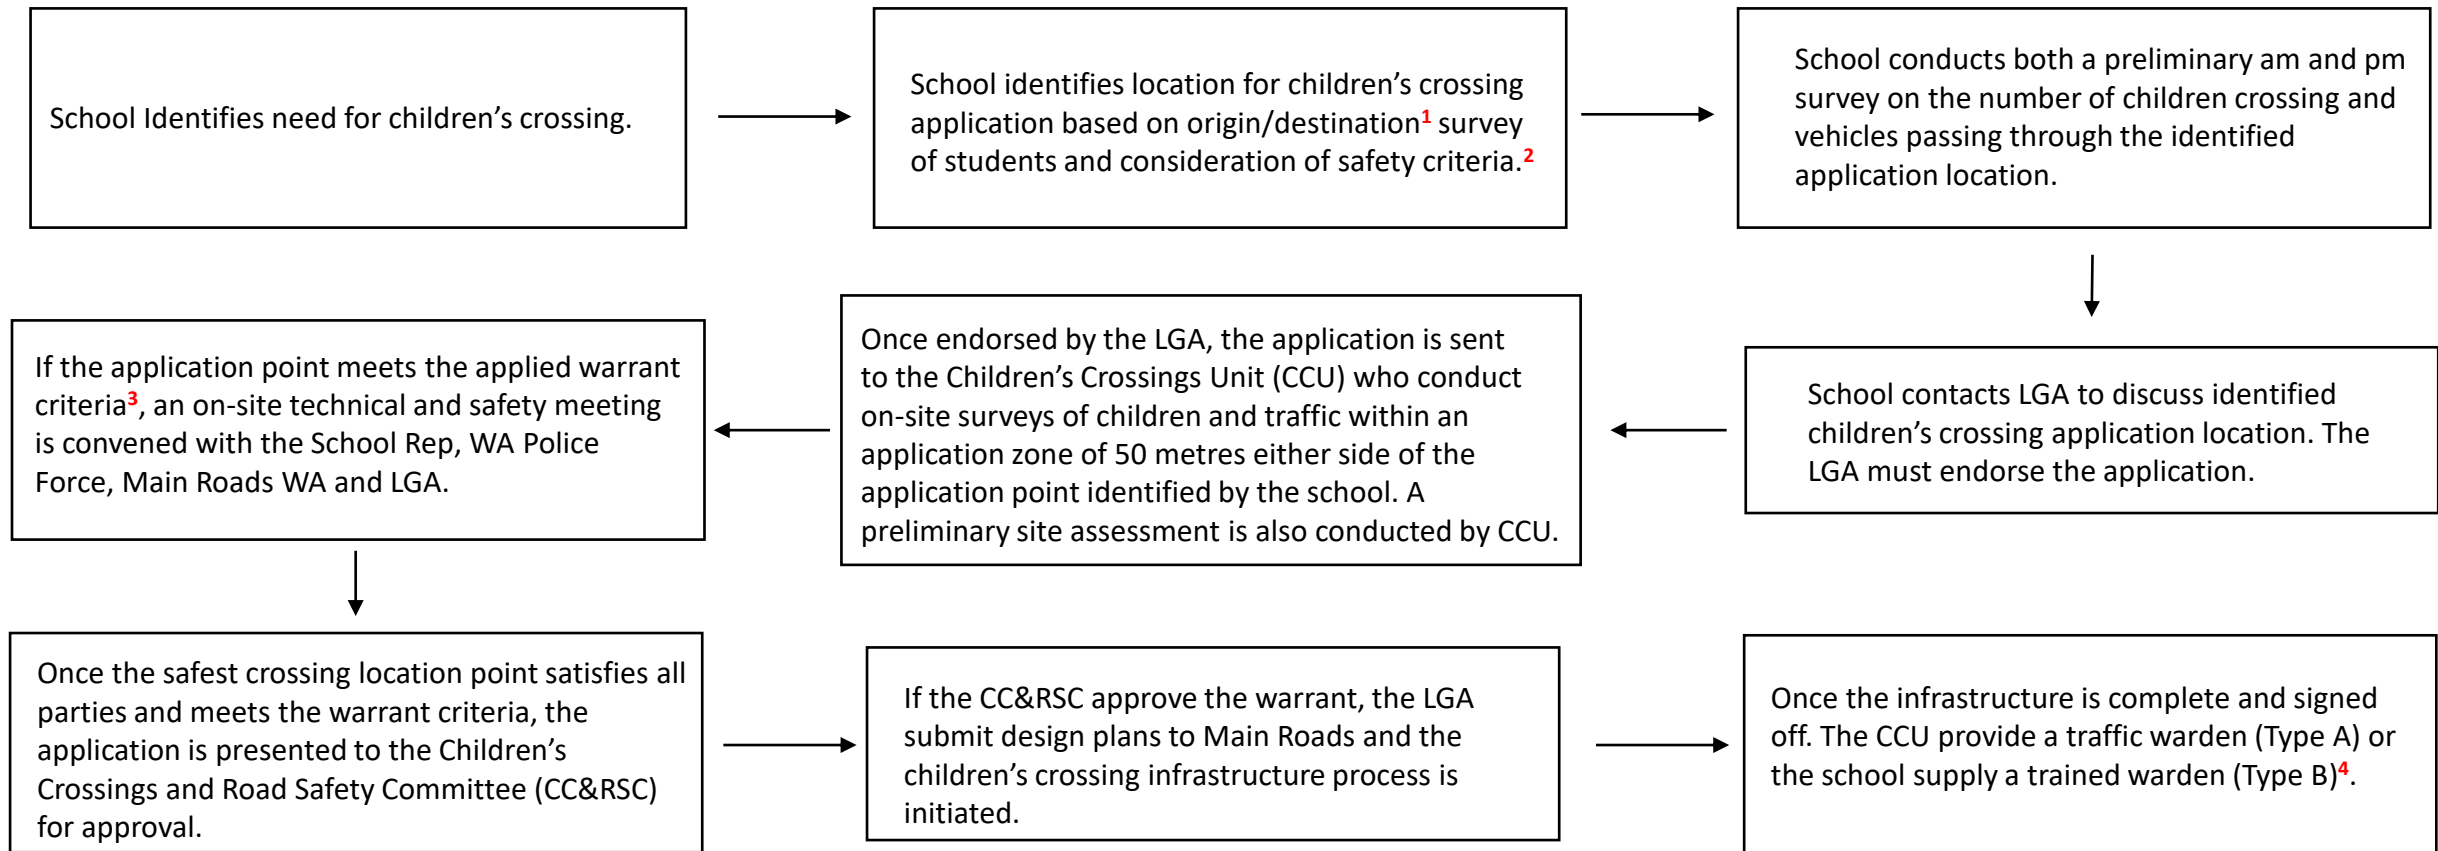 School Identifies need for children’s crossing.
School identifies location for children’s crossing
application based on origin/destination1 survey
of students and consideration of safety criteria.2
School conducts both a preliminary am and pm
survey on the number of children crossing and
vehicles passing through the identified
application location.
School contacts LGA to discuss identified
children’s crossing application location. The
LGA must endorse the application.
Once endorsed by the LGA, the application is sent
to the Children’s Crossings Unit (CCU) who conduct
on-site surveys of children and traffic within an
application zone of 50 metres either side of the
application point identified by the school. A
preliminary site assessment is also conducted by CCU.
If the application point meets the applied warrant
criteria3, an on-site technical and safety meeting
is convened with the School Rep, WA Police
Force, Main Roads WA and LGA.
Once the safest crossing location point satisfies all
parties and meets the warrant criteria, the
application is presented to the Children’s
Crossings and Road Safety Committee (CC&RSC)
for approval.
If the CC&RSC approve the warrant, the LGA
submit design plans to Main Roads and the
children’s crossing infrastructure process is
initiated.
Once the infrastructure is complete and signed
off. The CCU provide a traffic warden (Type A) or
the school supply a trained warden (Type B)4.